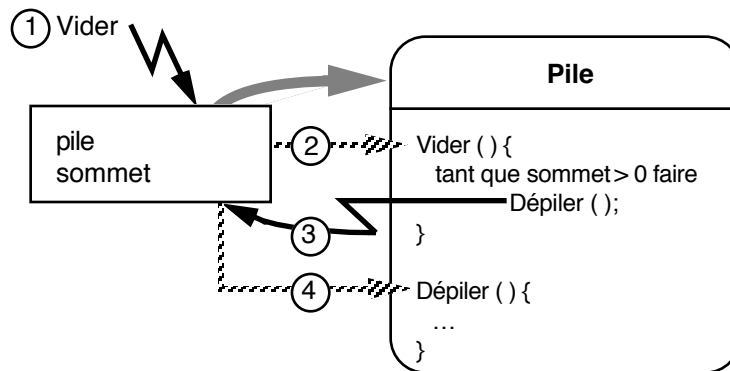 1 Vider
pile
sommet
2
3
4
Pile
Vider ( ) {
tant que sommet > 0 faire
Dépiler ( );
}
Dépiler ( ) {
...
}